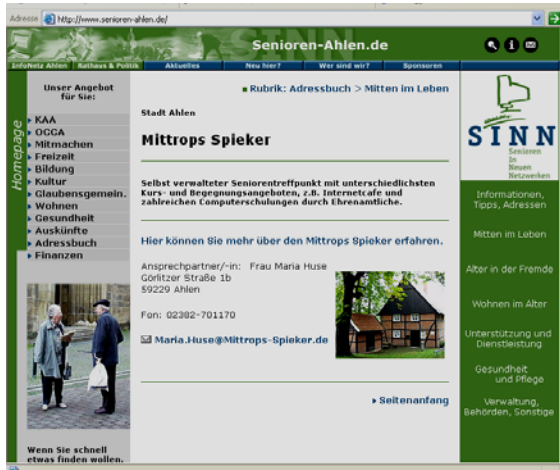 Adresse http://www.senioren-ahlen.de/
Senioren-Ahlen.de
InfoNetz Ahlen Rathaus & Politik Aktuelles Neu hier? Wer sind wir? Sponsoren
Homepage
Unser Angebot
für Sie:
KAA
OGGA
Mitmachen
Freizeit
Bildung
Kultur
Glaubensgemein.
Wohnen
Gesundheit
Auskünfte
Adressbuch
Finanzen
Wenn Sie schnell
etwas finden wollen.
Rubrik: Adressbuch > Mitten im Leben
Stadt Ahlen
Mittrops Spieker
Selbst verwalteter Seniorentreffpunkt mit unterschiedlichsten
Kurs- und Begegnungsangeboten, z.B. Internetcafe und
zahlreichen Computerschulungen durch Ehrenamtliche.
Hier können Sie mehr über den Mittrops Spieker erfahren.
Ansprechpartner/-in: Frau Maria Huse
Görlitzer Straße 1b
59229 Ahlen
Fon: 02382-701170
Maria.Huse@Mittrops-Spieker.de
Seitenanfang
SINN
Senioren
In
Neuen
Netzwerken
Informationen,
Tipps, Adressen
Mitten im Leben
Alter in der Fremde
Wohnen im Alter
Unterstützung und
Dienstleistung
Gesundheit
und Pflege
Verwaltung,
Behörden, Sonstige